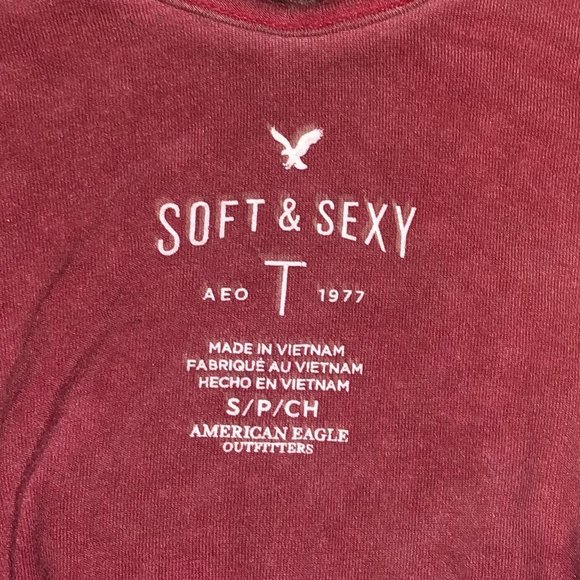 SOFT & SEXY
AEO T 1977
MADE IN VIETNAM
FABRIQUÉ AU VIETNAM
HECHO EN VIETNAM
S/P/CH
AMERICAN EAGLE
OUTFITTERS